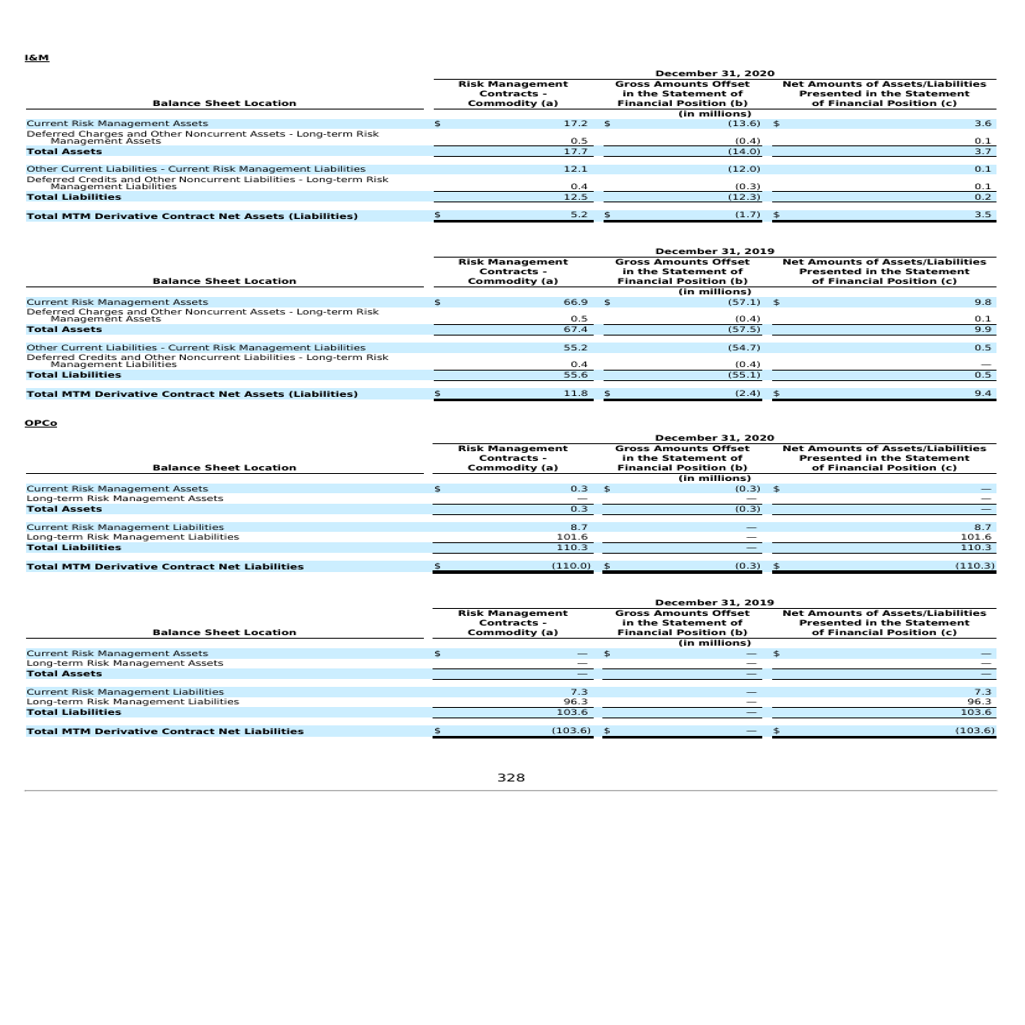 I&M
December 31, 2020
Risk Management Gross Amounts Offset Net Amounts of Assets/Liabilities
Contracts - in the Statement of Presented in the Statement
Balance Sheet Location Commodity (a) Financial Position (b) of Financial Position (c)
(in millions)
Current Risk Management Assets $ 17.2 $ (13.6) $ 3.6
Deferred Charges and Other Noncurrent Assets - Long-term Risk
Management Assets 0.5 (0.4) 0.1
Total Assets 17.7 (14.0) 3.7
Other Current Liabilities - Current Risk Management Liabilities 12.1 (12.0) 0.1
Deferred Credits and Other Noncurrent Liabilities - Long-term Risk
Management Liabilities 0.4 (0.3) 0.1
Total Liabilities 12.5 (12.3) 0.2
Total MTM Derivative Contract Net Assets (Liabilities) $ 5.2 $ (1.7) $ 3.5
December 31, 2019
Risk Management Gross Amounts Offset Net Amounts of Assets/Liabilities
Contracts - in the Statement of Presented in the Statement
Balance Sheet Location Commodity (a) Financial Position (b) of Financial Position (c)
(in millions)
Current Risk Management Assets $ 66.9 $ (57.1) $ 9.8
Deferred Charges and Other Noncurrent Assets - Long-term Risk
Management Assets 0.5 (0.4) 0.1
Total Assets 67.4 (57.5) 9.9
Other Current Liabilities - Current Risk Management Liabilities 55.2 (54.7) 0.5
Deferred Credits and Other Noncurrent Liabilities - Long-term Risk
Management Liabilities 0.4 (0.4) —
Total Liabilities 55.6 (55.1) 0.5
Total MTM Derivative Contract Net Assets (Liabilities) $ 11.8 $ (2.4) $ 9.4
OPCo
December 31, 2020
Risk Management Gross Amounts Offset Net Amounts of Assets/Liabilities
Contracts - in the Statement of Presented in the Statement
Balance Sheet Location Commodity (a) Financial Position (b) of Financial Position (c)
(in millions)
Current Risk Management Assets $ 0.3 $ (0.3) $ —
Long-term Risk Management Assets — — —
Total Assets 0.3 (0.3) —
Current Risk Management Liabilities 8.7 — 8.7
Long-term Risk Management Liabilities 101.6 — 101.6
Total Liabilities 110.3 — 110.3
Total MTM Derivative Contract Net Liabilities $ (110.0) $ (0.3) $ (110.3)
December 31, 2019
Risk Management Gross Amounts Offset Net Amounts of Assets/Liabilities
Contracts - in the Statement of Presented in the Statement
Balance Sheet Location Commodity (a) Financial Position (b) of Financial Position (c)
(in millions)
Current Risk Management Assets $ — $ — $ —
Long-term Risk Management Assets — — —
Total Assets — — —
Current Risk Management Liabilities 7.3 — 7.3
Long-term Risk Management Liabilities 96.3 — 96.3
Total Liabilities 103.6 — 103.6
Total MTM Derivative Contract Net Liabilities $ (103.6) $ — $ (103.6)
328